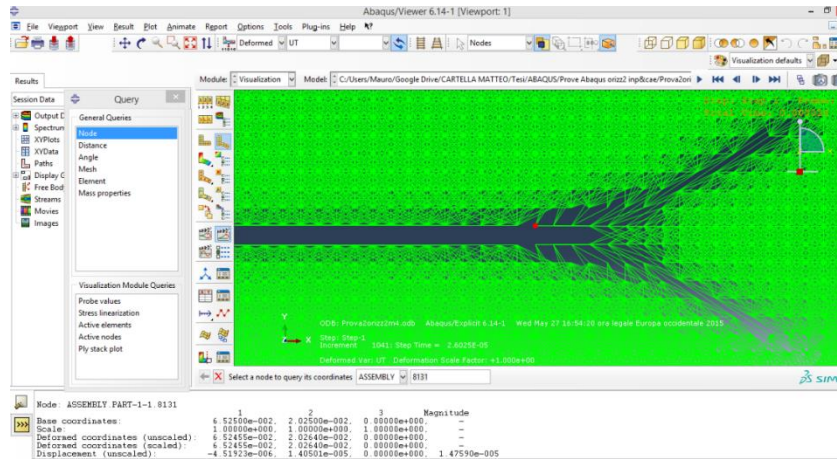 Abaqus/Viewer 6.14-1 [Viewport: 1]
File Viewport View Result Plot Animate Report Options Tools Plug-ins Help
Deformed UT Nodes
Visualization defaults
Results Module: Visualization Model: C:/Users/Mauro/Google Drive/CARTELLA MATTEO/Tesi/ABAQUS/Prove Abaqus orizz2 inp&cae/Prova2ori
Session Data
Output D
Spectrum
XYPlots
XYData
Paths
Display G
Free Body
Streams
Movies
Images
Query
General Queries
Node
Distance
Angle
Mesh
Element
Mass properties
Visualization Module Queries
Probe values
Stress linearization
Active elements
Active nodes
Ply stack plot
Y
X
ODB: Prova2orizz2mm.odb Abaqus/Explicit 6.14-1 Wed May 27 16:54:20 ora legale Europa occidentale 2015
Step: Step-1
Increment 1041: Step Time = 2.6025E-05
Deformed Var: UT Deformation Scale Factor: +1.000e+00
Select a node to query its coordinates ASSEMBLY 8131
Node: ASSEMBLY.PART-1-1.8131
1 2 3 Magnitude
Base coordinates: 6.52500e-002, 2.02500e-002, 0.00000e+000, -
Scale: 1.00000e+000, 1.00000e+000, 1.00000e+000, -
Deformed coordinates (unscaled): 6.52455e-002, 2.02640e-002, 0.00000e+000, -
Deformed coordinates (scaled): 6.52455e-002, 2.02640e-002, 0.00000e+000, -
Displacement (unscaled): -4.51923e-006, 1.40501e-005, 0.00000e+000, 1.47590e-005